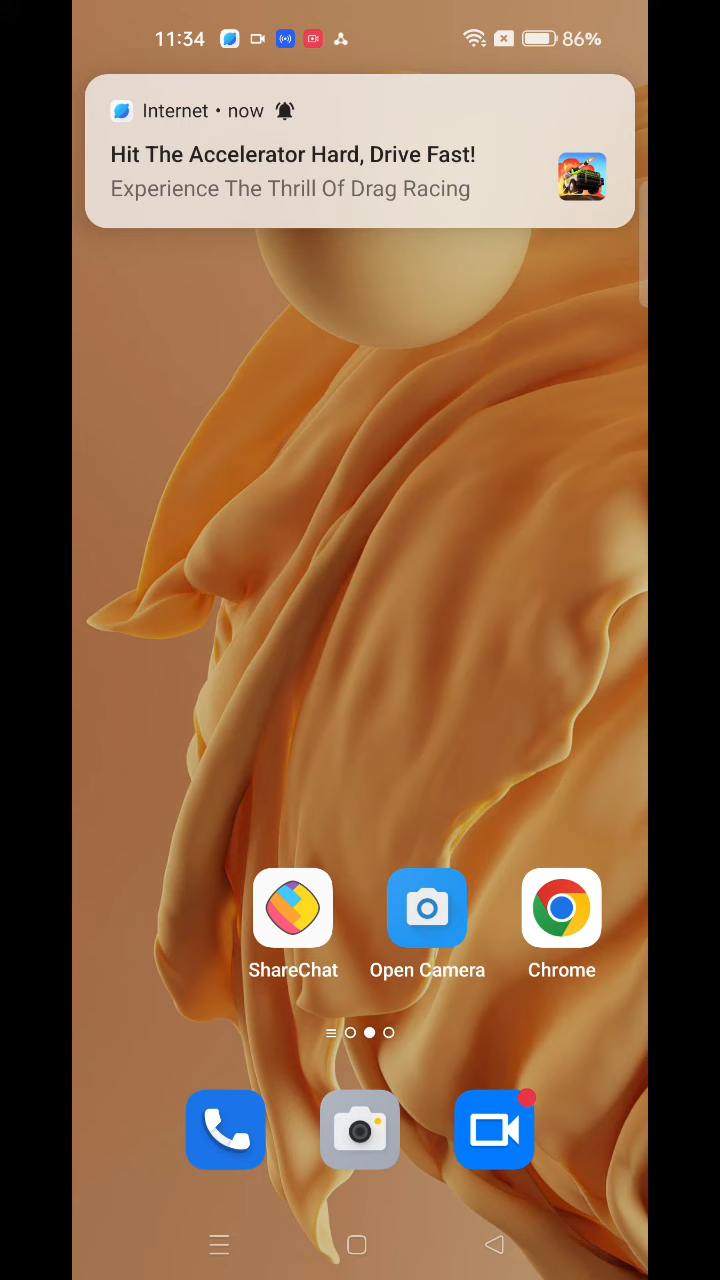 11:34
86%
Internet • now
Hit The Accelerator Hard, Drive Fast!
Experience The Thrill Of Drag Racing
ShareChat
Open Camera
Chrome